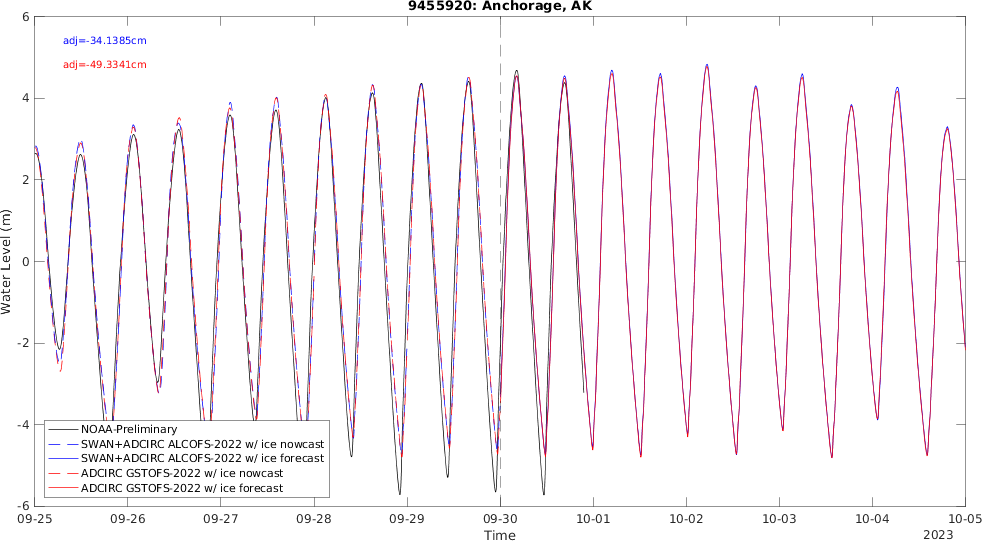 9455920: Anchorage, AK
adj=-34.1385cm
adj=-49.3341cm
6
4
2
0
-2
-4
-6
Water Level (m)
NOAA-Preliminary
SWAN+ADCIRC ALCOFS-2022 w/ ice nowcast
SWAN+ADCIRC ALCOFS-2022 w/ ice forecast
ADCIRC GSTOFS-2022 w/ ice nowcast
ADCIRC GSTOFS-2022 w/ ice forecast
09-25 09-26 09-27 09-28 09-29 09-30 10-01 10-02 10-03 10-04 10-05
Time
2023